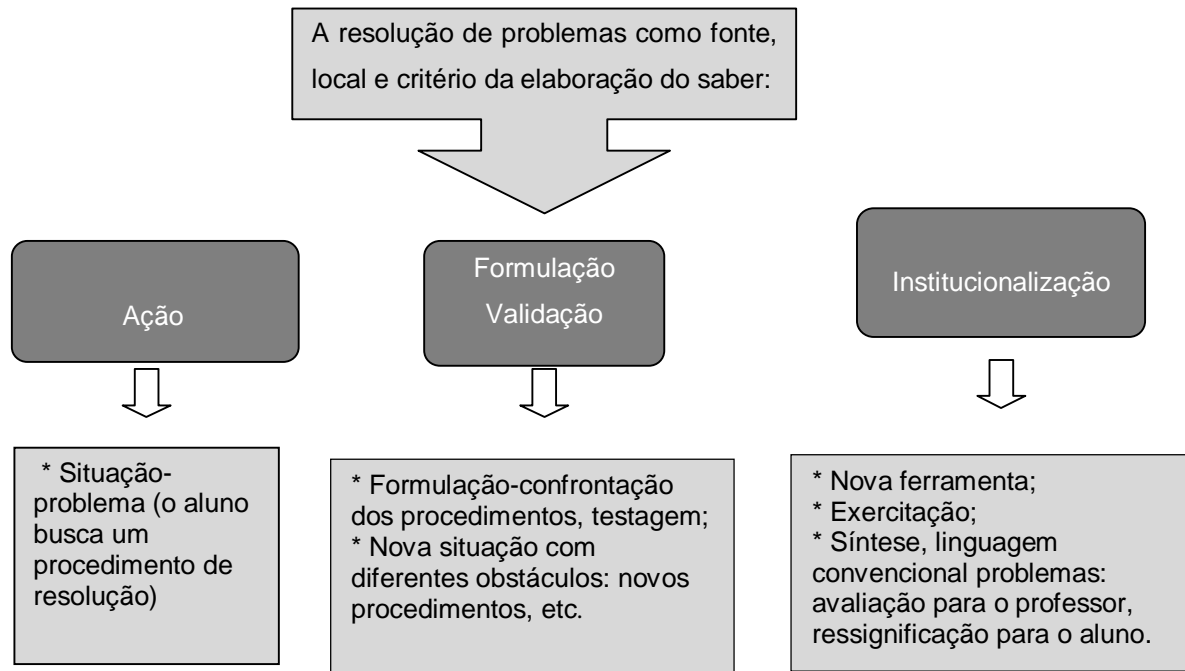 A resolução de problemas como fonte,
local e critério da elaboração do saber:
Ação
Formulação
Validação
Institucionalização
* Situação-
problema (o aluno
busca um
procedimento de
resolução)
* Formulação-confrontação
dos procedimentos, testagem;
* Nova situação com
diferentes obstáculos: novos
procedimentos, etc.
* Nova ferramenta;
* Exercitação;
* Síntese, linguagem
convencional problemas:
avaliação para o professor,
ressignificação para o aluno.